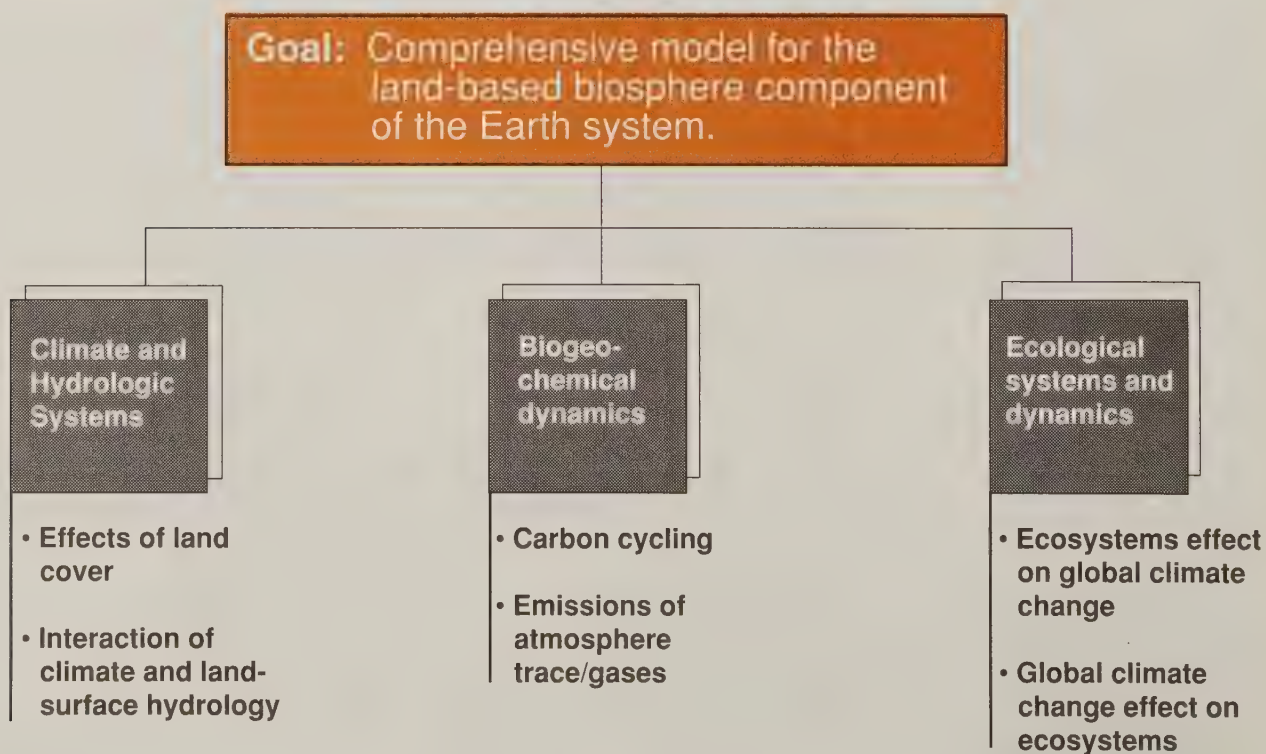 Goal: Comprehensive model for the
land-based biosphere component
of the Earth system.
Climate and
Hydrologic
Systems
• Effects of land
cover
• Interaction of
climate and land-
surface hydrology
Biogeo-
chemical
dynamics
• Carbon cycling
• Emissions of
atmosphere
trace/gases
Ecological
systems and
dynamics
• Ecosystems effect
on global climate
change
• Global climate
change effect on
ecosystems